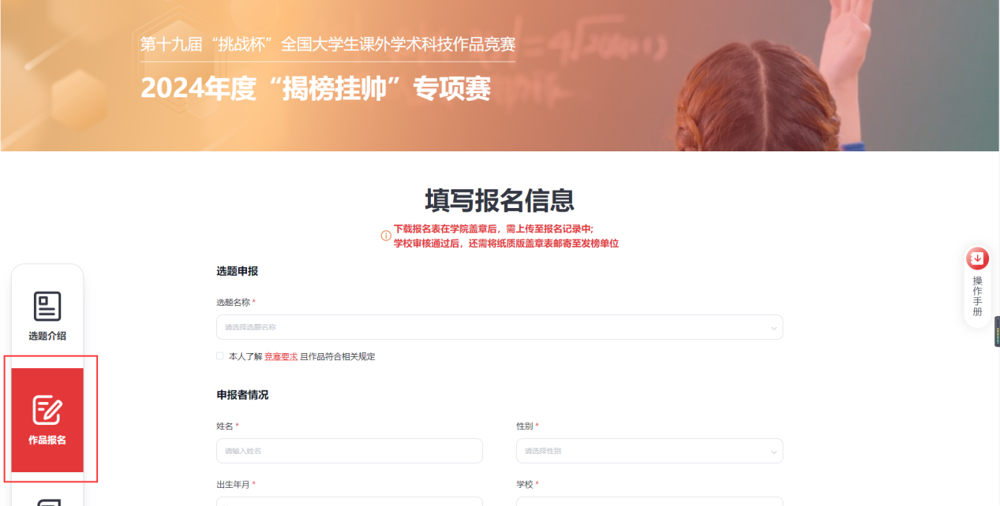 第十九届“挑战杯”全国大学生课外学术科技作品竞赛
2024年度“揭榜挂帅”专项赛
填写报名信息
下载报名表在学院盖章后，需上传至报名记录中;
学校审核通过后，还需将纸质版盖章表邮寄至发榜单位
选题申报
选题名称 *
请选择选题名称
本人了解 竞赛要求 且作品符合相关规定
申报者情况
姓名 *
请输入姓名
性别 *
请选择性别
出生年月 *
学校 *
选题介绍
作品报名
操作手册